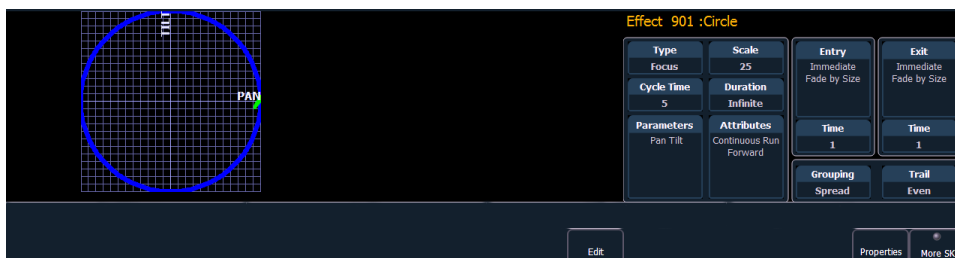 Effect 901 :Circle
TILT
PAN
Type
Focus
Scale
25
Cycle Time
5
Duration
Infinite
Parameters
Pan Tilt
Attributes
Continuous Run
Forward
Entry
Immediate
Fade by Size
Time
1
Exit
Immediate
Fade by Size
Time
1
Grouping
Spread
Trail
Even
Edit
Properties
More SK